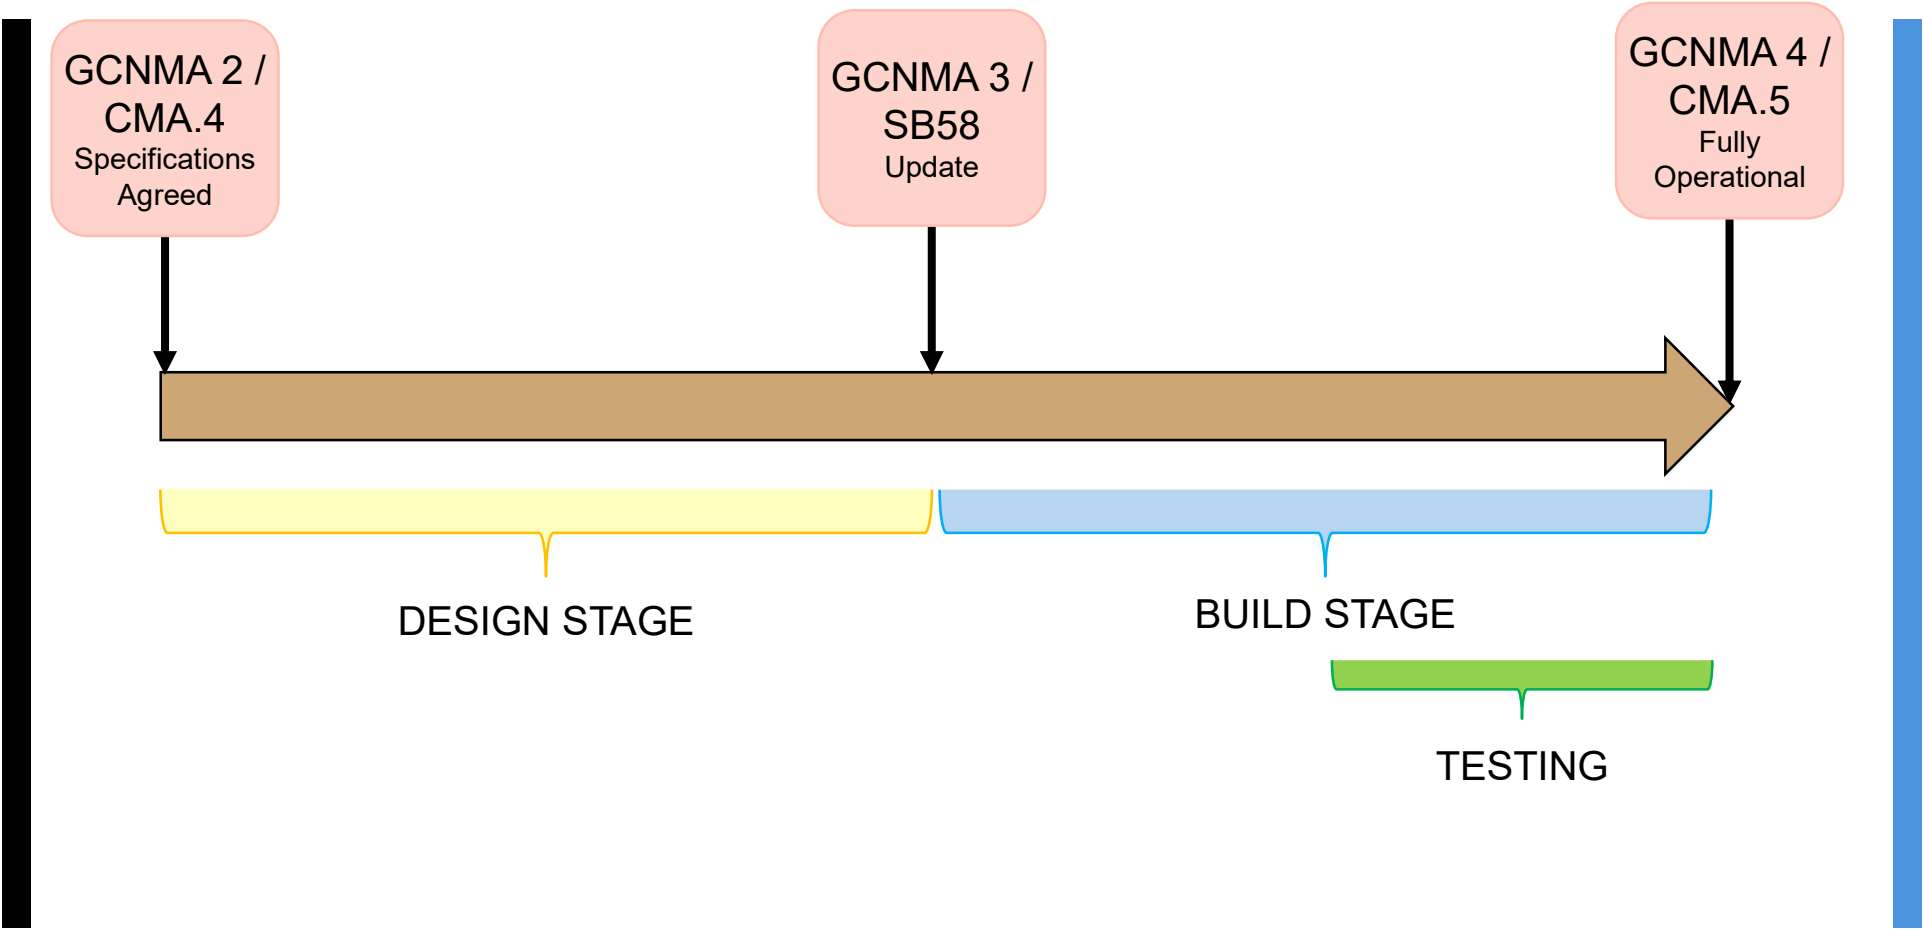 GCNMA 2 /
CMA.4
Specifications
Agreed
GCNMA 3 /
SB58
Update
GCNMA 4 /
CMA.5
Fully
Operational
DESIGN STAGE
BUILD STAGE
TESTING